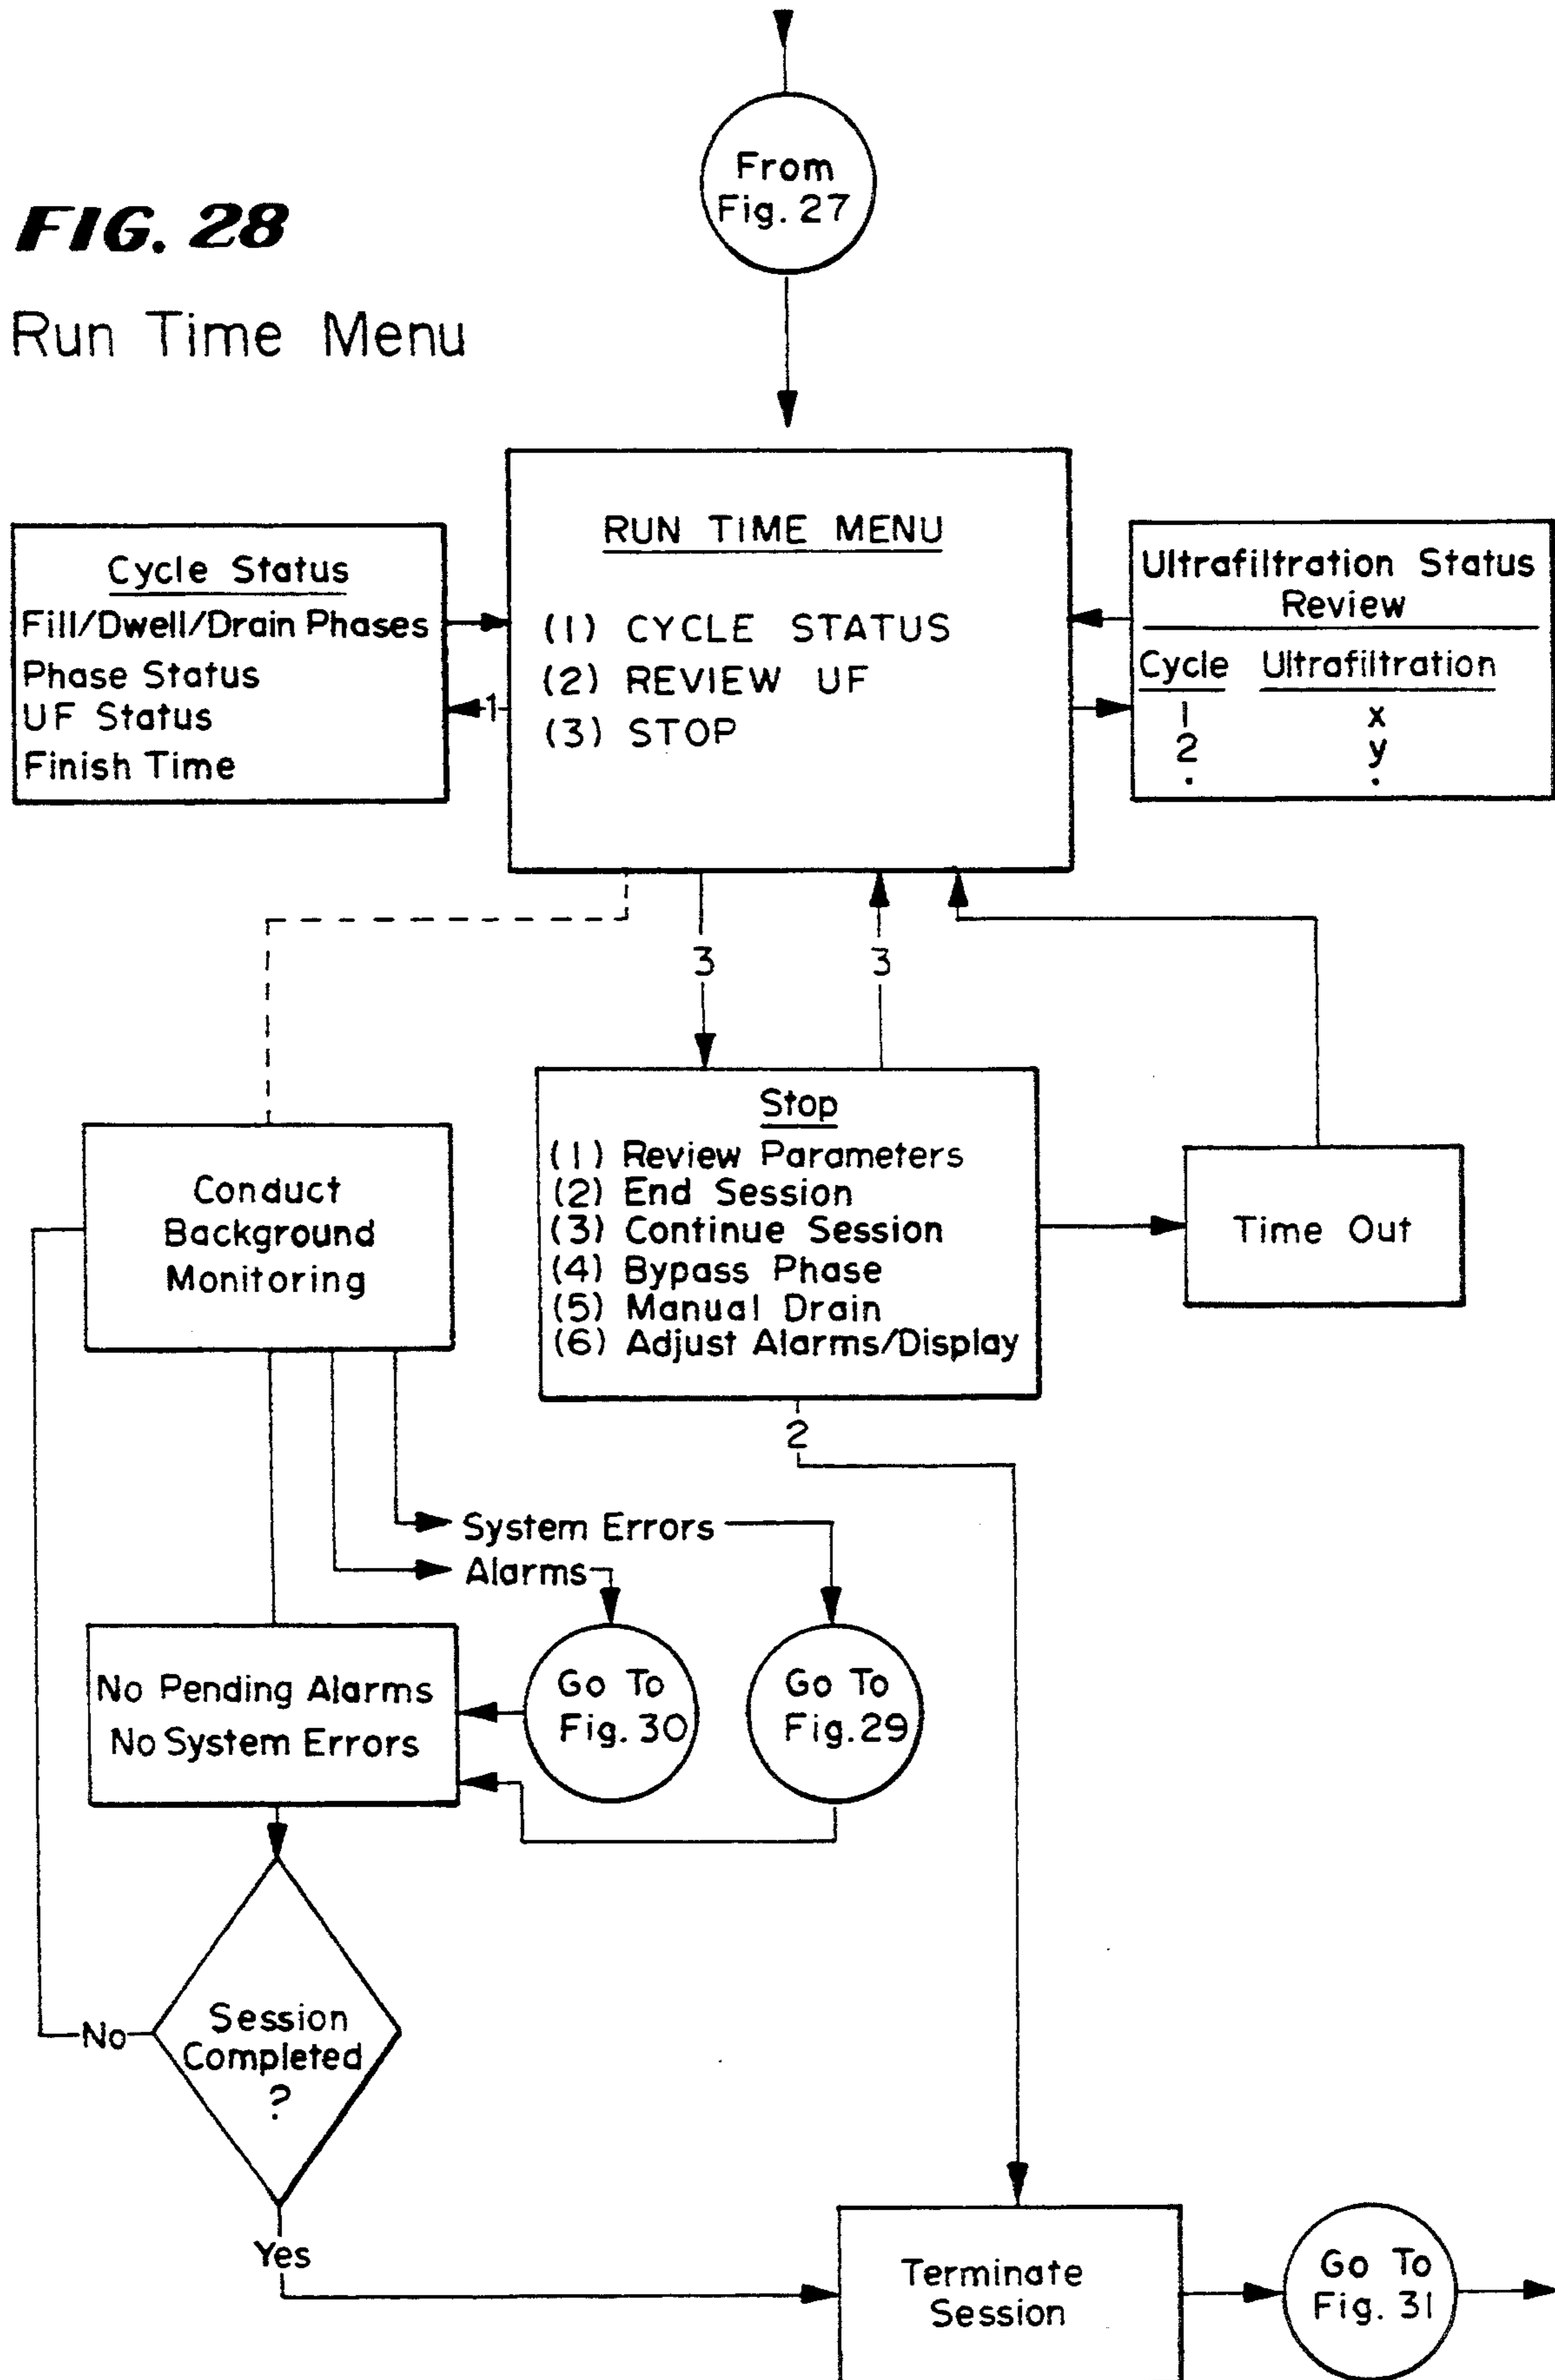 From
Fig. 27
FIG. 28
Run Time Menu
RUN TIME MENU
(1) CYCLE STATUS
(2) REVIEW UF
(3) STOP
Cycle Status
Fill/Dwell/Drain Phases
Phase Status
UF Status
Finish Time
1
Ultrafiltration Status
Review
Cycle Ultrafiltration
1 x
2 y
. .
3
3
Conduct
Background
Monitoring
Stop
(1) Review Parameters
(2) End Session
(3) Continue Session
(4) Bypass Phase
(5) Manual Drain
(6) Adjust Alarms/Display
Time Out
2
System Errors
Alarms
No Pending Alarms
No System Errors
Go To
Fig. 30
Go To
Fig. 29
Session
Completed
?
No
Yes
Terminate
Session
Go To
Fig. 31